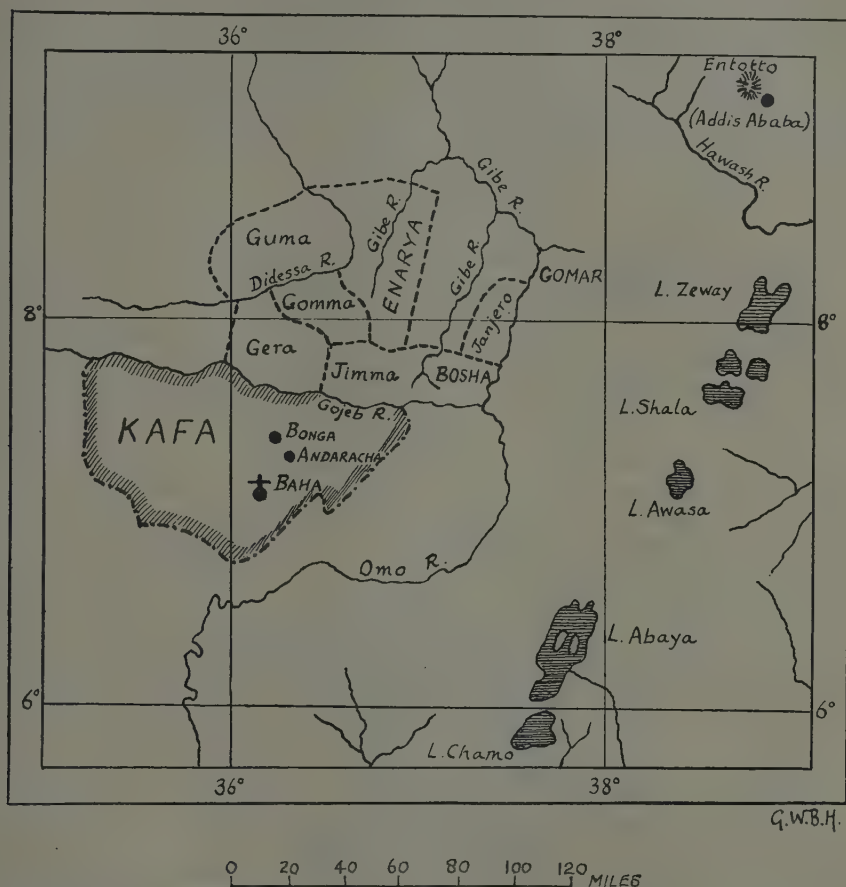 36°
38°
Entotto
(Addis Ababa)
Hawash R.
Gibe R.
Guma
Gibe R.
ENARYA
Gibe R.
Didessa R.
GOMAR
Gomma
Janjero
L. Zeway
8°
8°
Gera
Jimma
BOSHA
L. Shala
Gojeb R.
KAFA
BONGA
ANDARACHA
BAHA
L. Awasa
Omo R.
L. Abaya
6°
6°
L. Chamo
36°
38°
G.W.B.H.
0 20 40 60 80 100 120 MILES